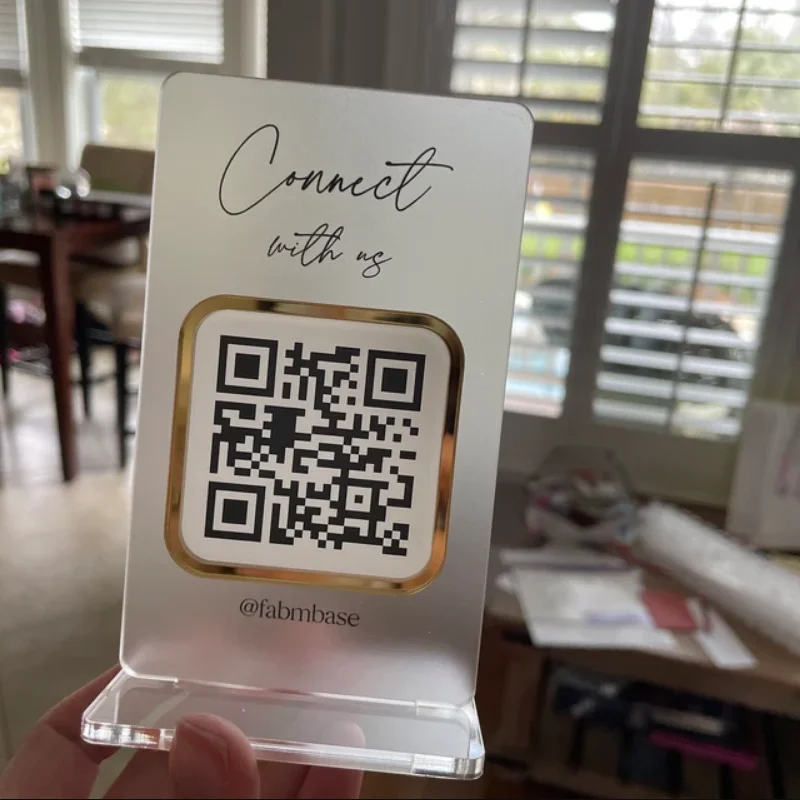 Connect
with us
@fabmbase